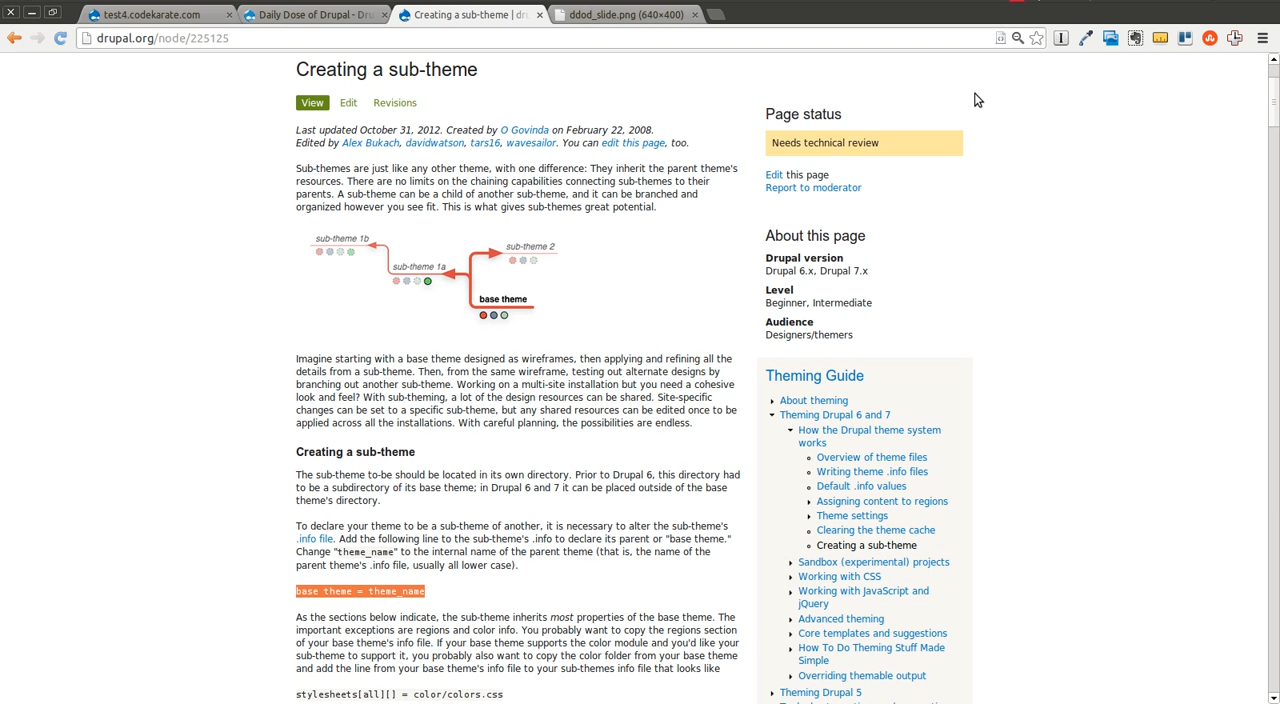 test4.codekarate.com
Daily Dose of Drupal - Dru
Creating a sub-theme | dru
ddod_slide.png (640×400)
drupal.org/node/225125
Creating a sub-theme
View Edit Revisions
Last updated October 31, 2012. Created by O Govinda on February 22, 2008.
Edited by Alex Bukach, davidwatson, tars16, wavesailor. You can edit this page, too.
Sub-themes are just like any other theme, with one difference: They inherit the parent theme's
resources. There are no limits on the chaining capabilities connecting sub-themes to their
parents. A sub-theme can be a child of another sub-theme, and it can be branched and
organized however you see fit. This is what gives sub-themes great potential.
sub-theme 1b
sub-theme 2
sub-theme 1a
base theme
Imagine starting with a base theme designed as wireframes, then applying and refining all the
details from a sub-theme. Then, from the same wireframe, testing out alternate designs by
branching out another sub-theme. Working on a multi-site installation but you need a cohesive
look and feel? With sub-theming, a lot of the design resources can be shared. Site-specific
changes can be set to a specific sub-theme, but any shared resources can be edited once to be
applied across all the installations. With careful planning, the possibilities are endless.
Creating a sub-theme
The sub-theme to-be should be located in its own directory. Prior to Drupal 6, this directory had
to be a subdirectory of its base theme; in Drupal 6 and 7 it can be placed outside of the base
theme's directory.
To declare your theme to be a sub-theme of another, it is necessary to alter the sub-theme's
.info file. Add the following line to the sub-theme's .info to declare its parent or "base theme."
Change "theme_name" to the internal name of the parent theme (that is, the name of the
parent theme's .info file, usually all lower case).
base theme = theme_name
As the sections below indicate, the sub-theme inherits most properties of the base theme. The
important exceptions are regions and color info. You probably want to copy the regions section
of your base theme's info file. If your base theme supports the color module and you'd like your
sub-theme to support it, you probably also want to copy the color folder from your base theme
and add the line from your base theme's info file to your sub-themes info file that looks like
stylesheets[all][] = color/colors.css
Page status
Needs technical review
Edit this page
Report to moderator
About this page
Drupal version
Drupal 6.x, Drupal 7.x
Level
Beginner, Intermediate
Audience
Designers/themers
Theming Guide
About theming
Theming Drupal 6 and 7
How the Drupal theme system
works
Overview of theme files
Writing theme .info files
Default .info values
Assigning content to regions
Theme settings
Clearing the theme cache
Creating a sub-theme
Sandbox (experimental) projects
Working with CSS
Working with JavaScript and
jQuery
Advanced theming
Core templates and suggestions
How To Do Theming Stuff Made
Simple
Overriding themable output
Theming Drupal 5